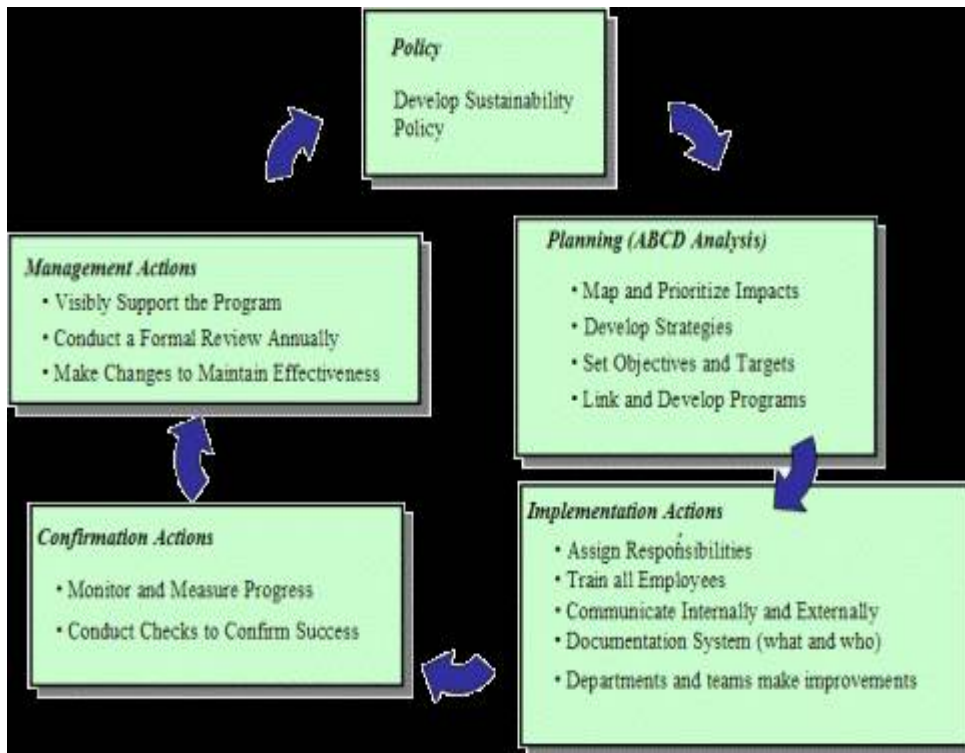 Policy
Develop Sustainability
Policy
Planning (ABCD Analysis)
• Map and Prioritize Impacts
• Develop Strategies
• Set Objectives and Targets
• Link and Develop Programs
Implementation Actions
• Assign Responsibilities
• Train all Employees
• Communicate Internally and Externally
• Documentation System (what and who)
• Departments and teams make improvements
Confirmation Actions
• Monitor and Measure Progress
• Conduct Checks to Confirm Success
Management Actions
• Visibly Support the Program
• Conduct a Formal Review Annually
• Make Changes to Maintain Effectiveness